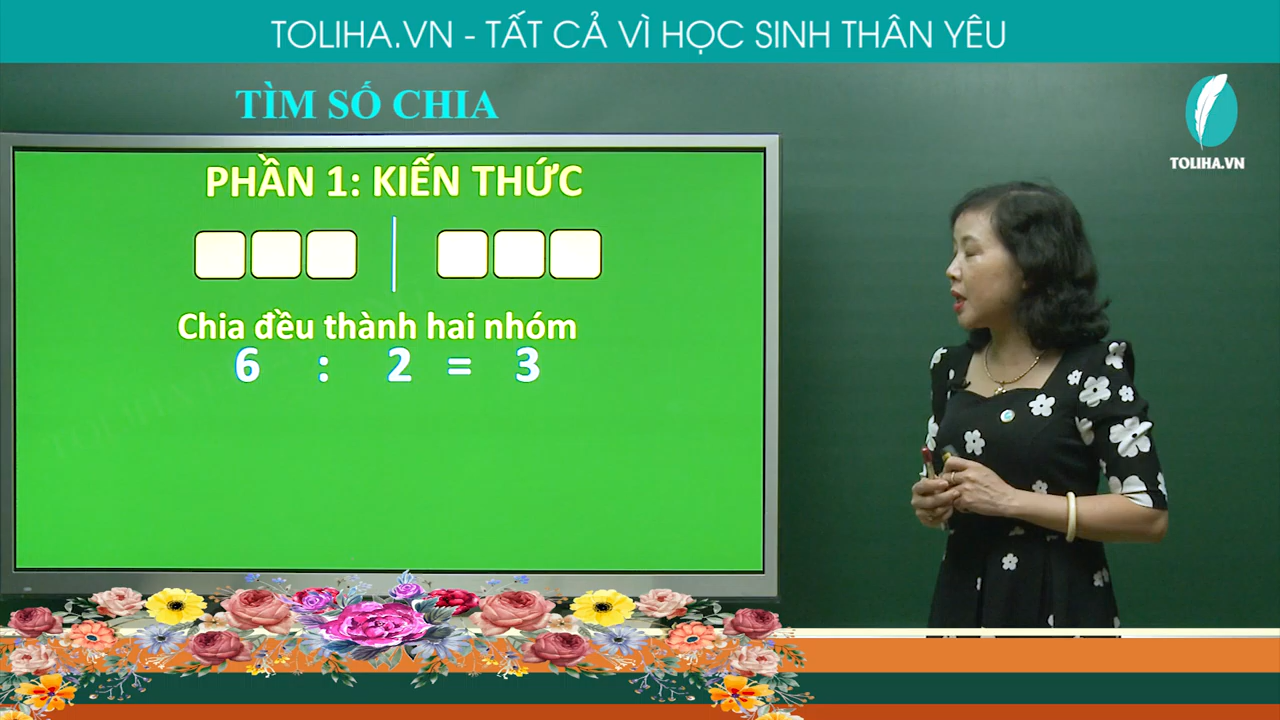 TOLIHA.VN - TẤT CẢ VÌ HỌC SINH THÂN YÊU
TÌM SỐ CHIA
TOLIHA.VN
PHẦN 1: KIẾN THỨC
Chia đều thành hai nhóm
6 : 2 = 3